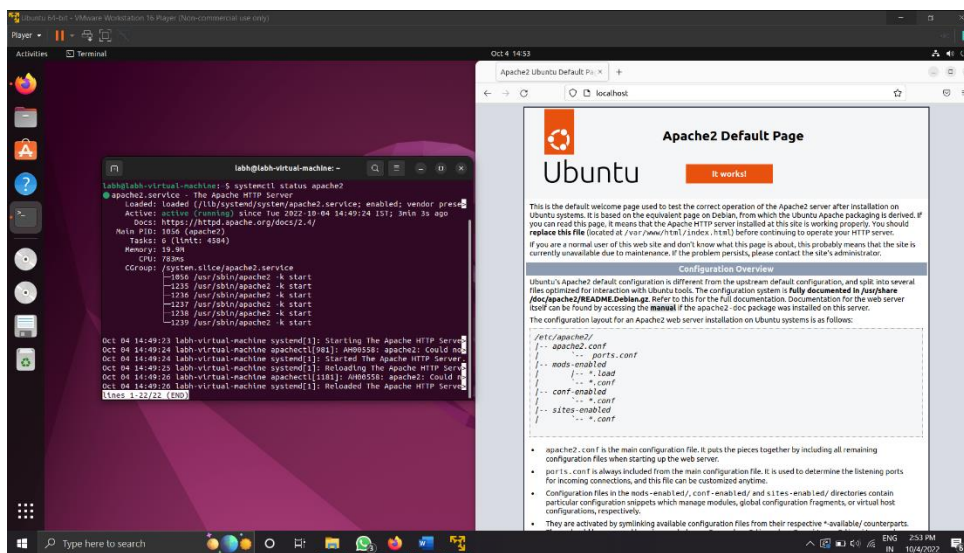 Ubuntu 64-bit - VMware Workstation 16 Player (Non-commercial use only)
Player
Activities
Terminal
Oct 4 14:53
labh@labh-virtual-machine: ~
labh@labh-virtual-machine:~$ systemctl status apache2
apache2.service - The Apache HTTP Server
Loaded: loaded (/lib/systemd/system/apache2.service; enabled; vendor prese>
Active: active (running) since Tue 2022-10-04 14:49:24 IST; 3min 3s ago
Docs: https://httpd.apache.org/docs/2.4/
Main PID: 1056 (apache2)
Tasks: 6 (limit: 4584)
Memory: 19.9M
CPU: 783ms
CGroup: /system.slice/apache2.service
├─1056 /usr/sbin/apache2 -k start
├─1235 /usr/sbin/apache2 -k start
├─1236 /usr/sbin/apache2 -k start
├─1237 /usr/sbin/apache2 -k start
├─1238 /usr/sbin/apache2 -k start
└─1239 /usr/sbin/apache2 -k start
Oct 04 14:49:23 labh-virtual-machine systemd[1]: Starting The Apache HTTP Serve>
Oct 04 14:49:24 labh-virtual-machine apachectl[981]: AH00558: apache2: Could no>
Oct 04 14:49:24 labh-virtual-machine systemd[1]: Started The Apache HTTP Server.
Oct 04 14:49:25 labh-virtual-machine systemd[1]: Reloading The Apache HTTP Serv>
Oct 04 14:49:26 labh-virtual-machine apachectl[1181]: AH00558: apache2: Could n>
Oct 04 14:49:26 labh-virtual-machine systemd[1]: Reloaded The Apache HTTP Serve>
lines 1-22/22 (END)
Apache2 Ubuntu Default Pa
localhost
Apache2 Default Page
Ubuntu
It works!
This is the default welcome page used to test the correct operation of the Apache2 server after installation on
Ubuntu systems. It is based on the equivalent page on Debian, from which the Ubuntu Apache packaging is derived. If
you can read this page, it means that the Apache HTTP server installed at this site is working properly. You should
replace this file (located at /var/www/html/index.html) before continuing to operate your HTTP server.
If you are a normal user of this web site and don't know what this page is about, this probably means that the site is
currently unavailable due to maintenance. If the problem persists, please contact the site's administrator.
Configuration Overview
Ubuntu's Apache2 default configuration is different from the upstream default configuration, and split into several
files optimized for interaction with Ubuntu tools. The configuration system is fully documented in /usr/share
/doc/apache2/README.Debian.gz. Refer to this for the full documentation. Documentation for the web server
itself can be found by accessing the manual if the apache2-doc package was installed on this server.
The configuration layout for an Apache2 web server installation on Ubuntu systems is as follows:
/etc/apache2/
|-- apache2.conf
| `-- ports.conf
|-- mods-enabled
| |-- *.load
| `-- *.conf
|-- conf-enabled
| `-- *.conf
|-- sites-enabled
| `-- *.conf
• apache2.conf is the main configuration file. It puts the pieces together by including all remaining
configuration files when starting up the web server.
• ports.conf is always included from the main configuration file. It is used to determine the listening ports
for incoming connections, and this file can be customized anytime.
• Configuration files in the mods-enabled/, conf-enabled/ and sites-enabled/ directories contain
particular configuration snippets which manage modules, global configuration fragments, or virtual host
configurations, respectively.
• They are activated by symlinking available configuration files from their respective *-available/ counterparts.
Type here to search
ENG
IN
2:53 PM
10/4/2022